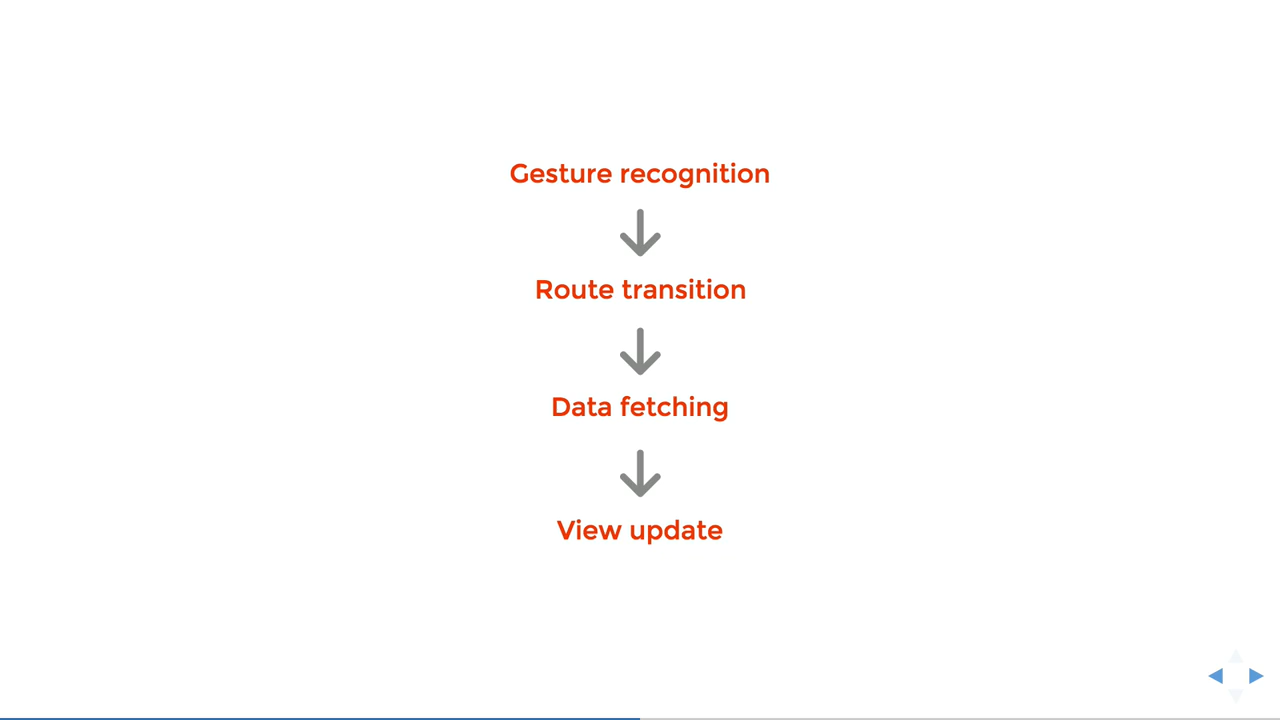 Gesture recognition
Route transition
Data fetching
View update